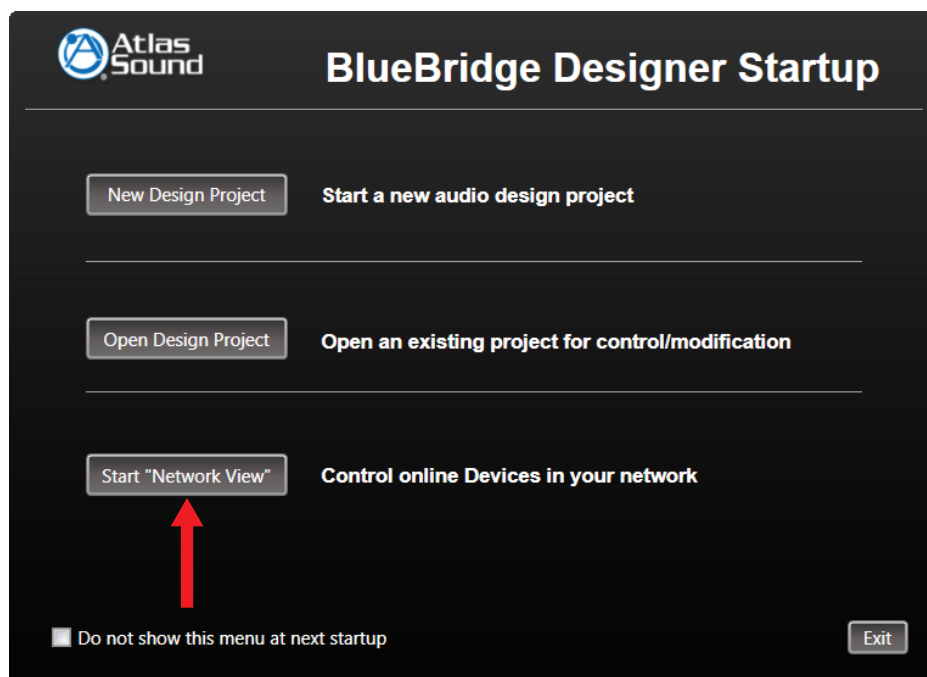 Atlas
Sound
BlueBridge Designer Startup
New Design Project
Start a new audio design project
Open Design Project
Open an existing project for control/modification
Start "Network View"
Control online Devices in your network
Do not show this menu at next startup
Exit